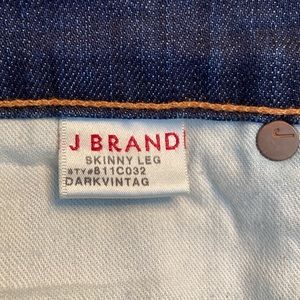 J BRAND
SKINNY LEG
STY#811C032
DARKVINTAG